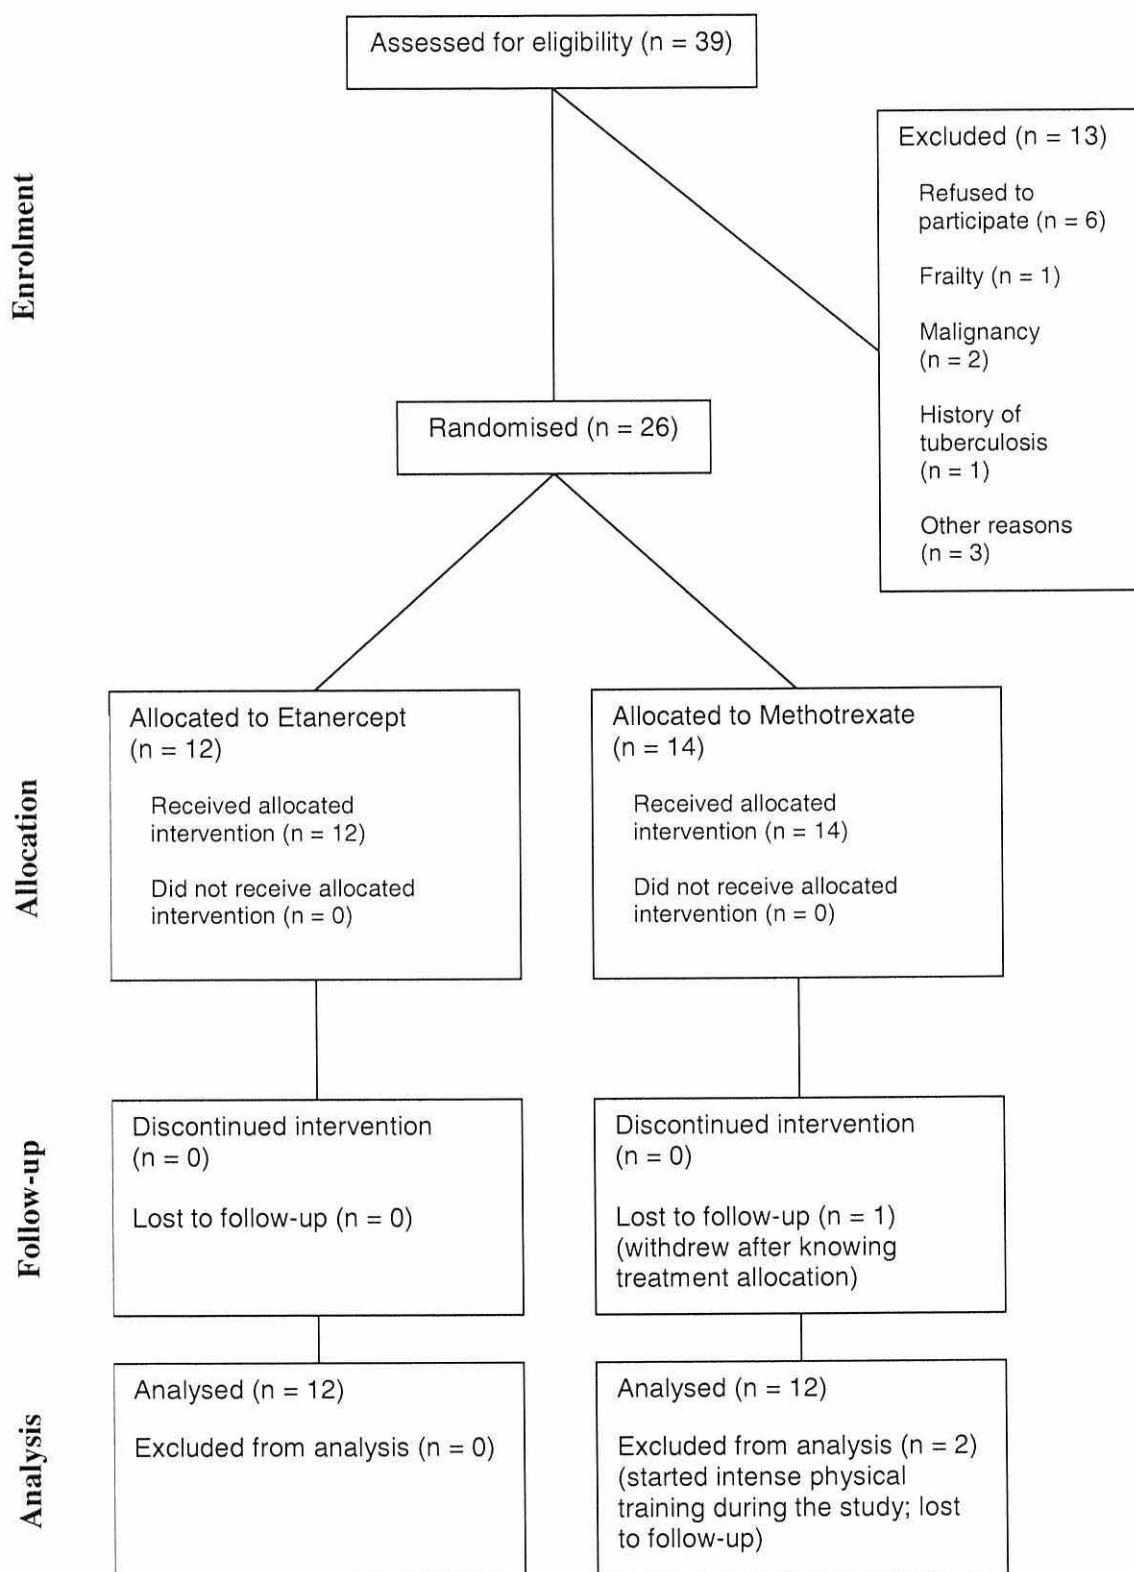 Assessed for eligibility (n = 39)
Enrolment
Excluded (n = 13)
Refused to
participate (n = 6)
Frailty (n = 1)
Malignancy
(n = 2)
History of
tuberculosis
(n = 1)
Other reasons
(n = 3)
Randomised (n = 26)
Allocation
Allocated to Etanercept
(n = 12)
Received allocated
intervention (n = 12)
Did not receive allocated
intervention (n = 0)
Allocated to Methotrexate
(n = 14)
Received allocated
intervention (n = 14)
Did not receive allocated
intervention (n = 0)
Follow-up
Discontinued intervention
(n = 0)
Lost to follow-up (n = 0)
Discontinued intervention
(n = 0)
Lost to follow-up (n = 1)
(withdrew after knowing
treatment allocation)
Analysis
Analysed (n = 12)
Excluded from analysis (n = 0)
Analysed (n = 12)
Excluded from analysis (n = 2)
(started intense physical
training during the study; lost
to follow-up)